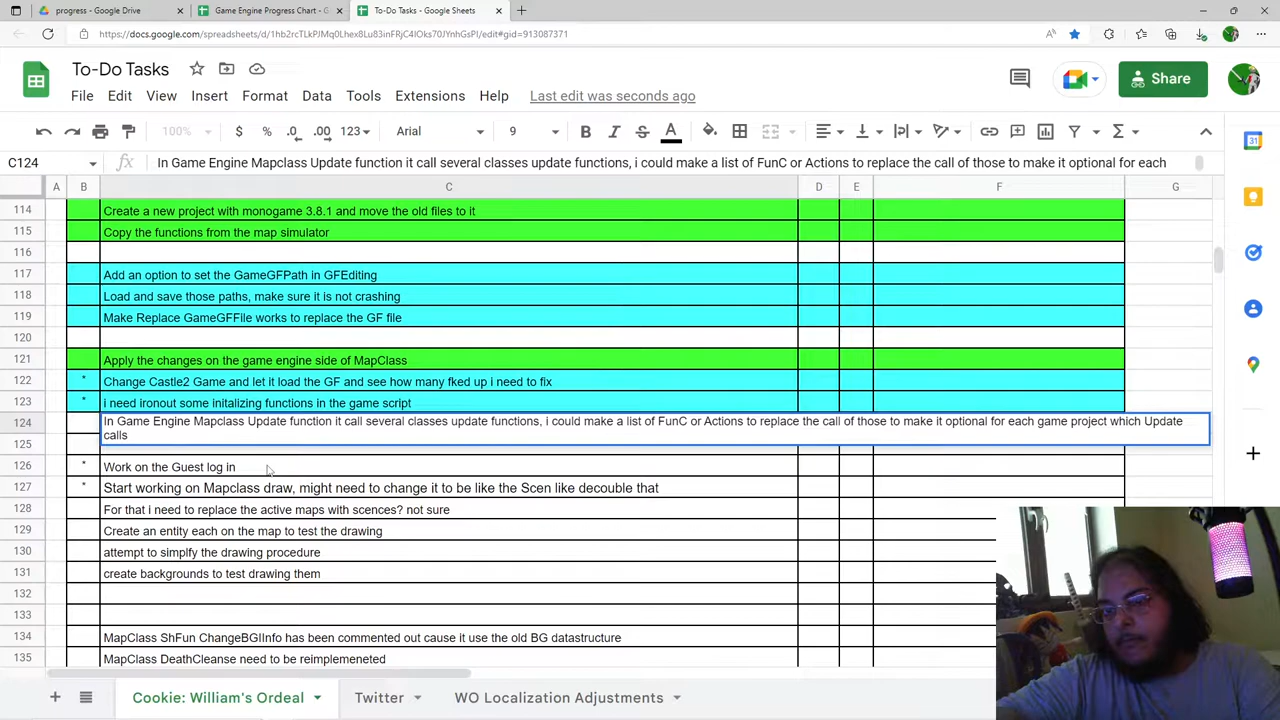 progress - Google Drive
Game Engine Progress Chart - G
To-Do Tasks - Google Sheets
To-Do Tasks
File Edit View Insert Format Data Tools Extensions Help Last edit was seconds ago
Share
100% $ % .0 .00 123 Arial 9 B I S A
C124 fx In Game Engine Mapclass Update function it call several classes update functions, i could make a list of FunC or Actions to replace the call of those to make it optional for each
A B C D E F G
114 Create a new project with monogame 3.8.1 and move the old files to it
115 Copy the functions from the map simulator
116
117 Add an option to set the GameGFPath in GFEditing
118 Load and save those paths, make sure it is not crashing
119 Make Replace GameGFFile works to replace the GF file
120
121 Apply the changes on the game engine side of MapClass
122 * Change Castle2 Game and let it load the GF and see how many fked up i need to fix
123 * i need ironout some initalizing functions in the game script
124 In Game Engine Mapclass Update function it call several classes update functions, i could make a list of FunC or Actions to replace the call of those to make it optional for each game project which Update
calls
125
126 * Work on the Guest log in
127 * Start working on Mapclass draw, might need to change it to be like the Scen like decouble that
128 For that i need to replace the active maps with scences? not sure
129 Create an entity each on the map to test the drawing
130 attempt to simplfy the drawing procedure
131 create backgrounds to test drawing them
132
133
134 MapClass ShFun ChangeBGIInfo has been commented out cause it use the old BG datastructure
135 MapClass DeathCleanse need to be reimplemeneted
Cookie: William's Ordeal Twitter WO Localization Adjustments